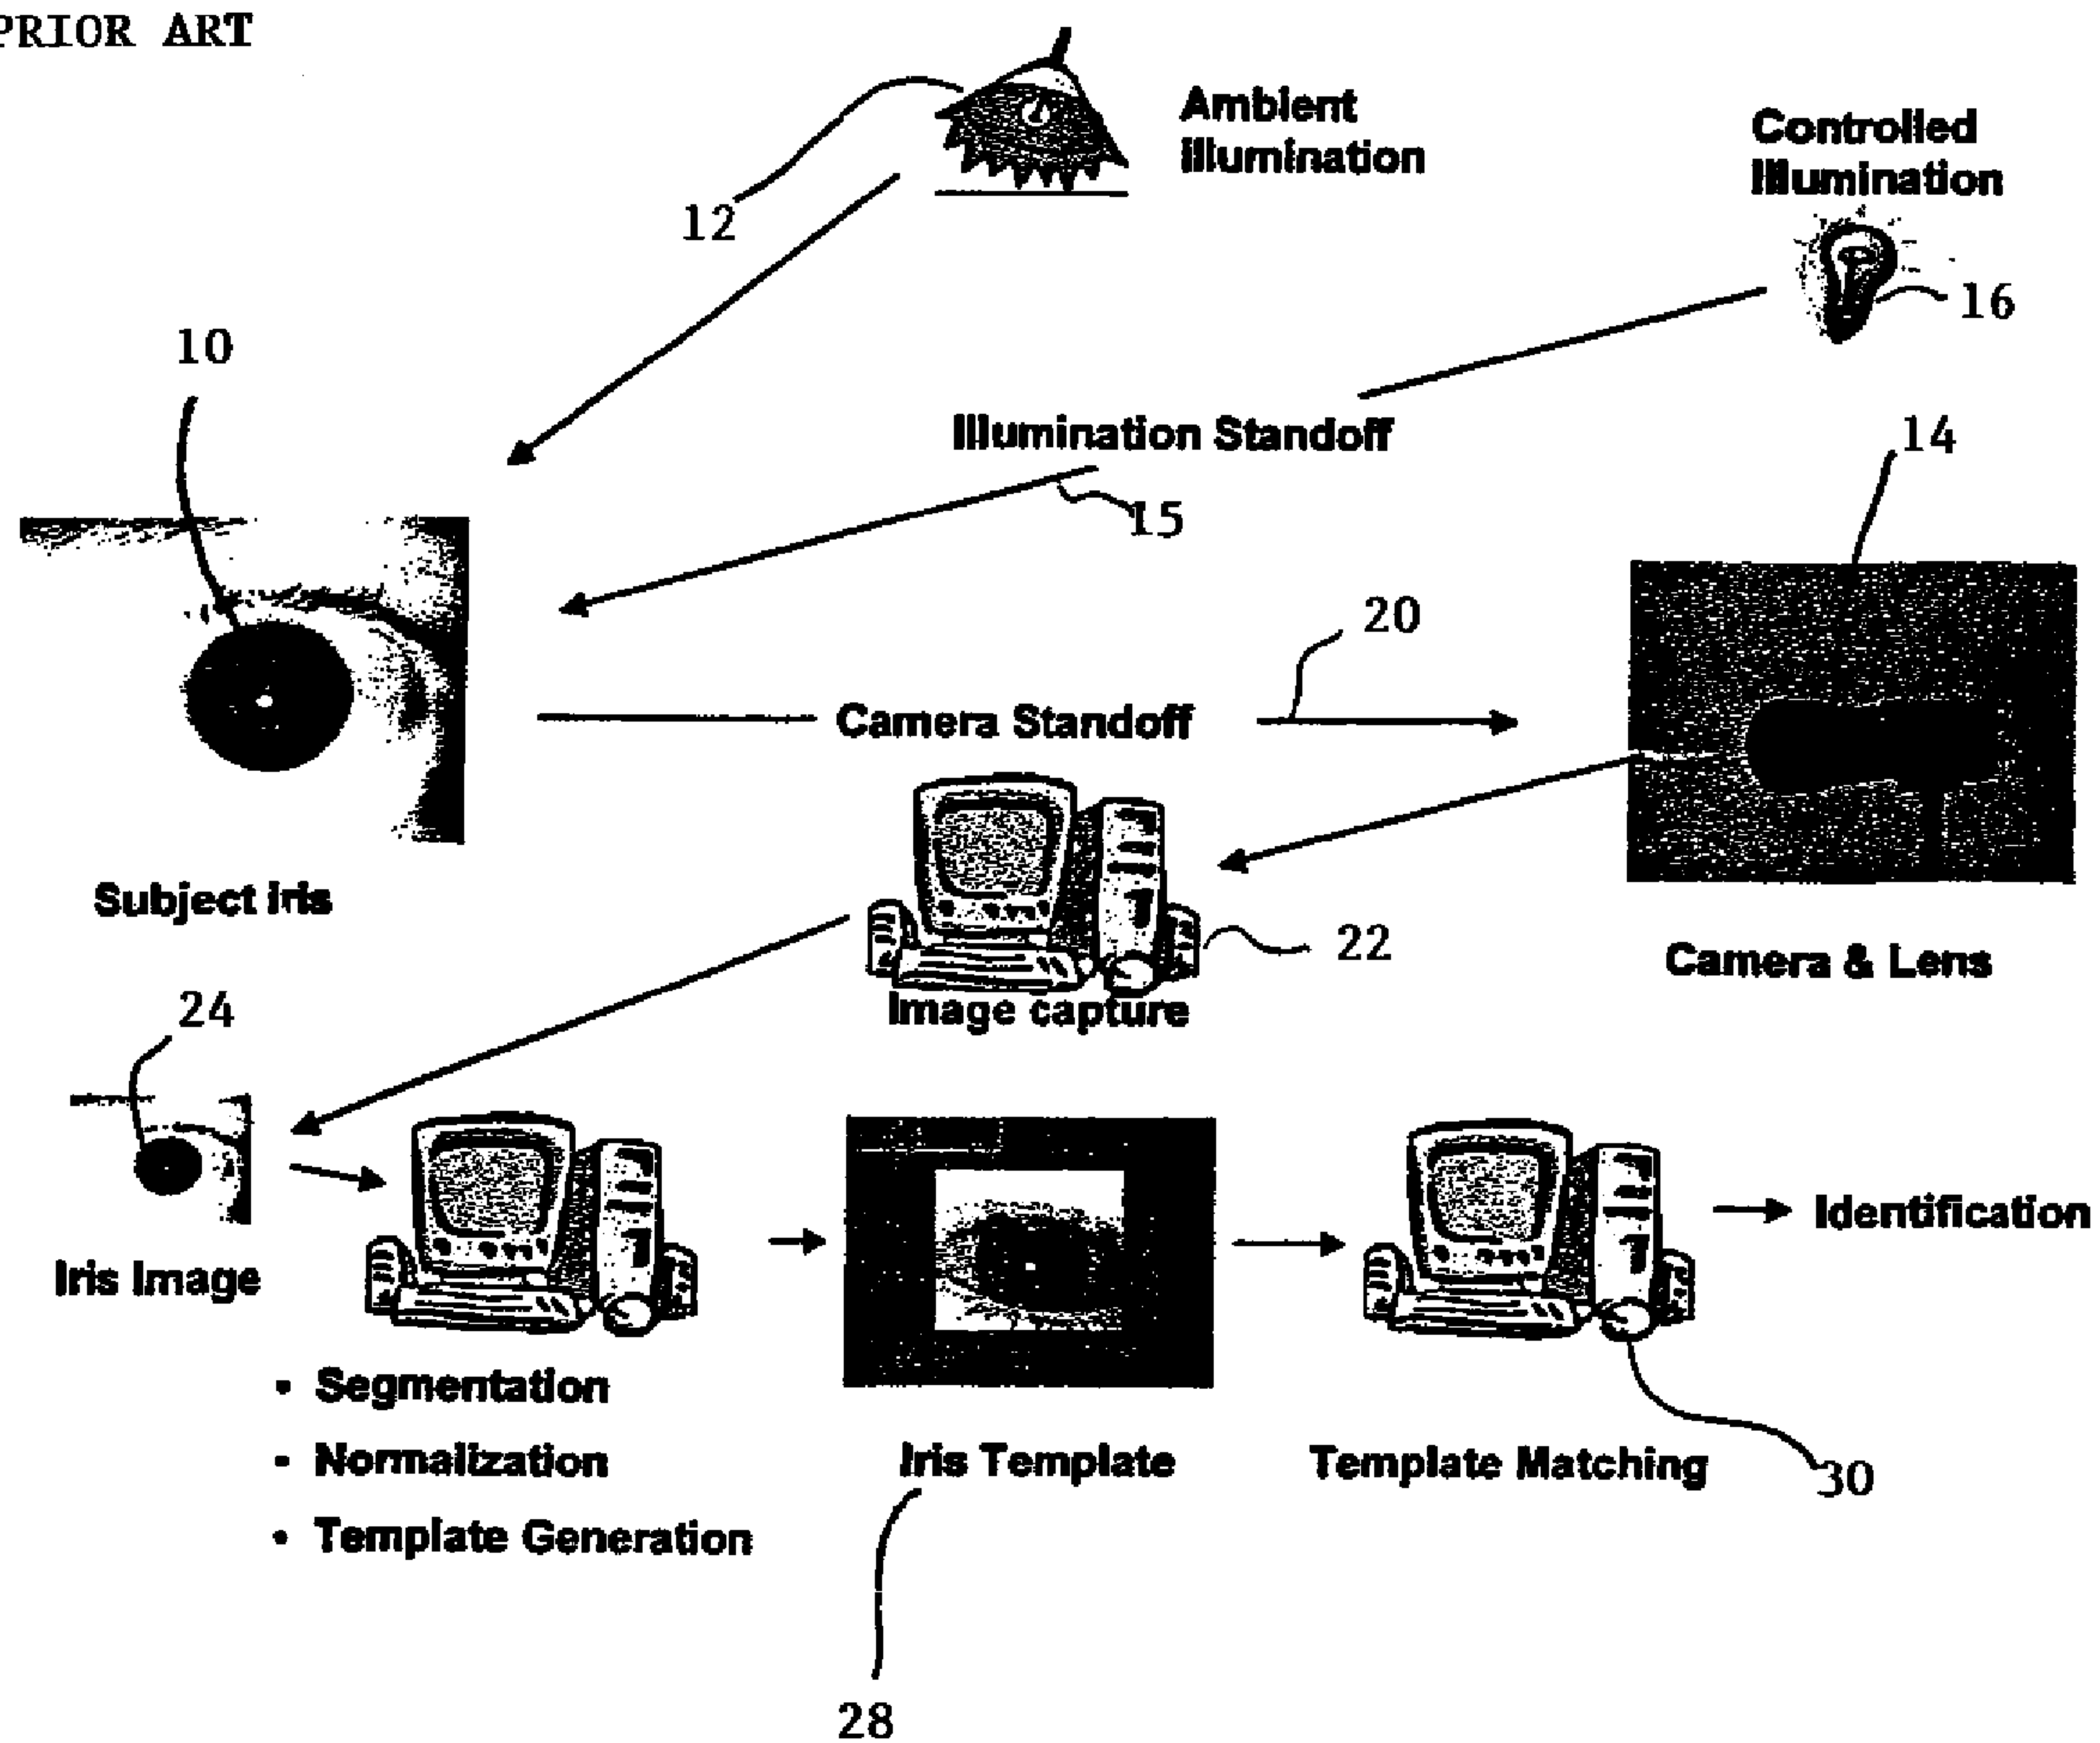 PRIOR ART
Ambient
Illumination
Controlled
Illumination
12
16
10
Illumination Standoff
14
15
20
Camera Standoff
Subject Iris
22
Camera & Lens
Image capture
24
Identification
Iris Image
• Segmentation
• Normalization
• Template Generation
Iris Template
Template Matching
30
28